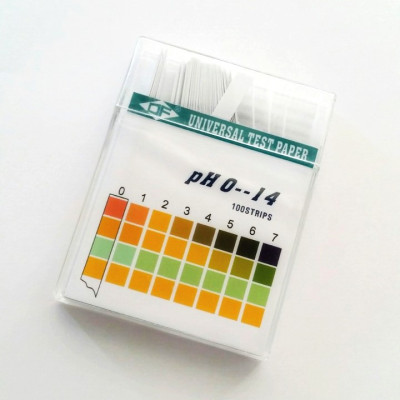 UNIVERSAL TEST PAPER
pH 0--14
100STRIPS
0 1 2 3 4 5 6 7